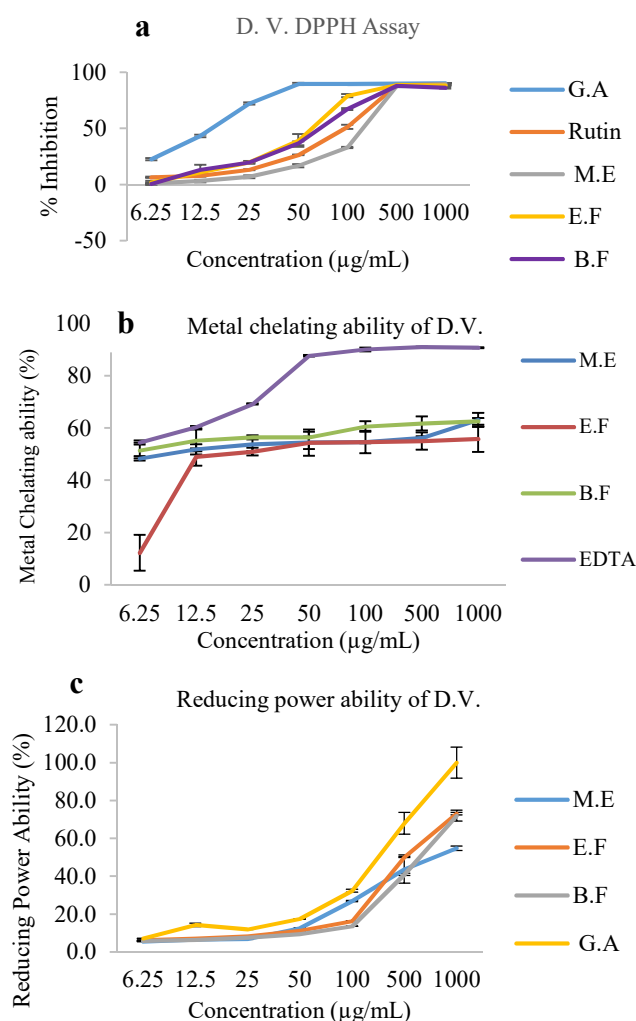 a
D. V. DPPH Assay
% Inhibition
100
50
0
-50
6.25 12.5 25 50 100 500 1000
Concentration (µg/mL)
G.A
Rutin
M.E
E.F
B.F
b
Metal chelating ability of D.V.
Metal Chelating ability (%)
100
80
60
40
20
0
6.25 12.5 25 50 100 500 1000
Concentration (µg/mL)
M.E
E.F
B.F
EDTA
c
Reducing power ability of D.V.
Reducing Power Ability (%)
120.0
100.0
80.0
60.0
40.0
20.0
0.0
6.25 12.5 25 50 100 500 1000
Concentration (µg/mL)
M.E
E.F
B.F
G.A